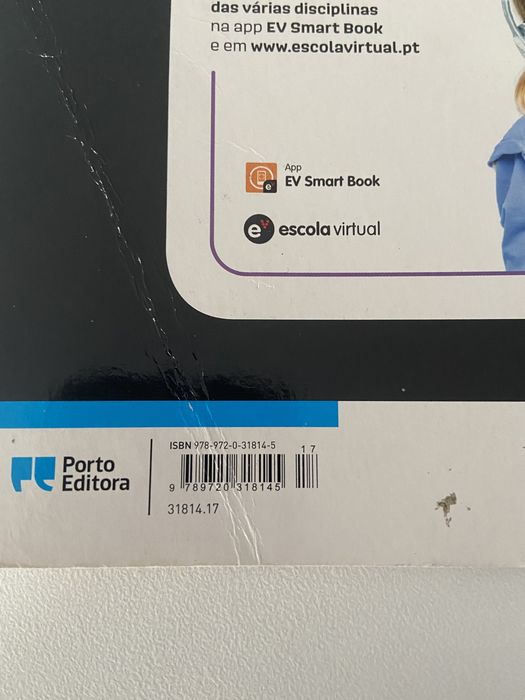 das várias disciplinas
na app EV Smart Book
e em www.escolavirtual.pt
App
EV Smart Book
escola virtual
Porto
Editora
ISBN 978-972-0-31814-5
17
9 789720 318145
31814.17